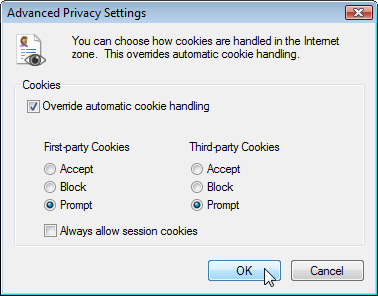 Advanced Privacy Settings
You can choose how cookies are handled in the Internet
zone.  This overrides automatic cookie handling.
Cookies
Override automatic cookie handling
First-party Cookies Third-party Cookies
Accept Accept
Block Block
Prompt Prompt
Always allow session cookies
OK Cancel